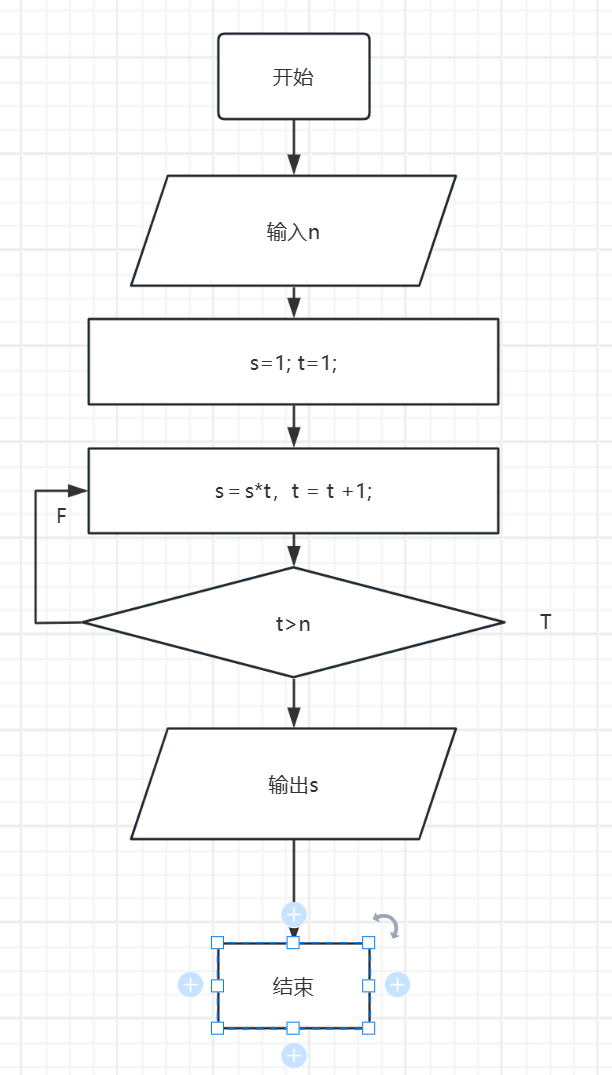 开始
输入n
s=1; t=1;
s=s*t,  t = t +1;
F
t>n
T
输出s
结束